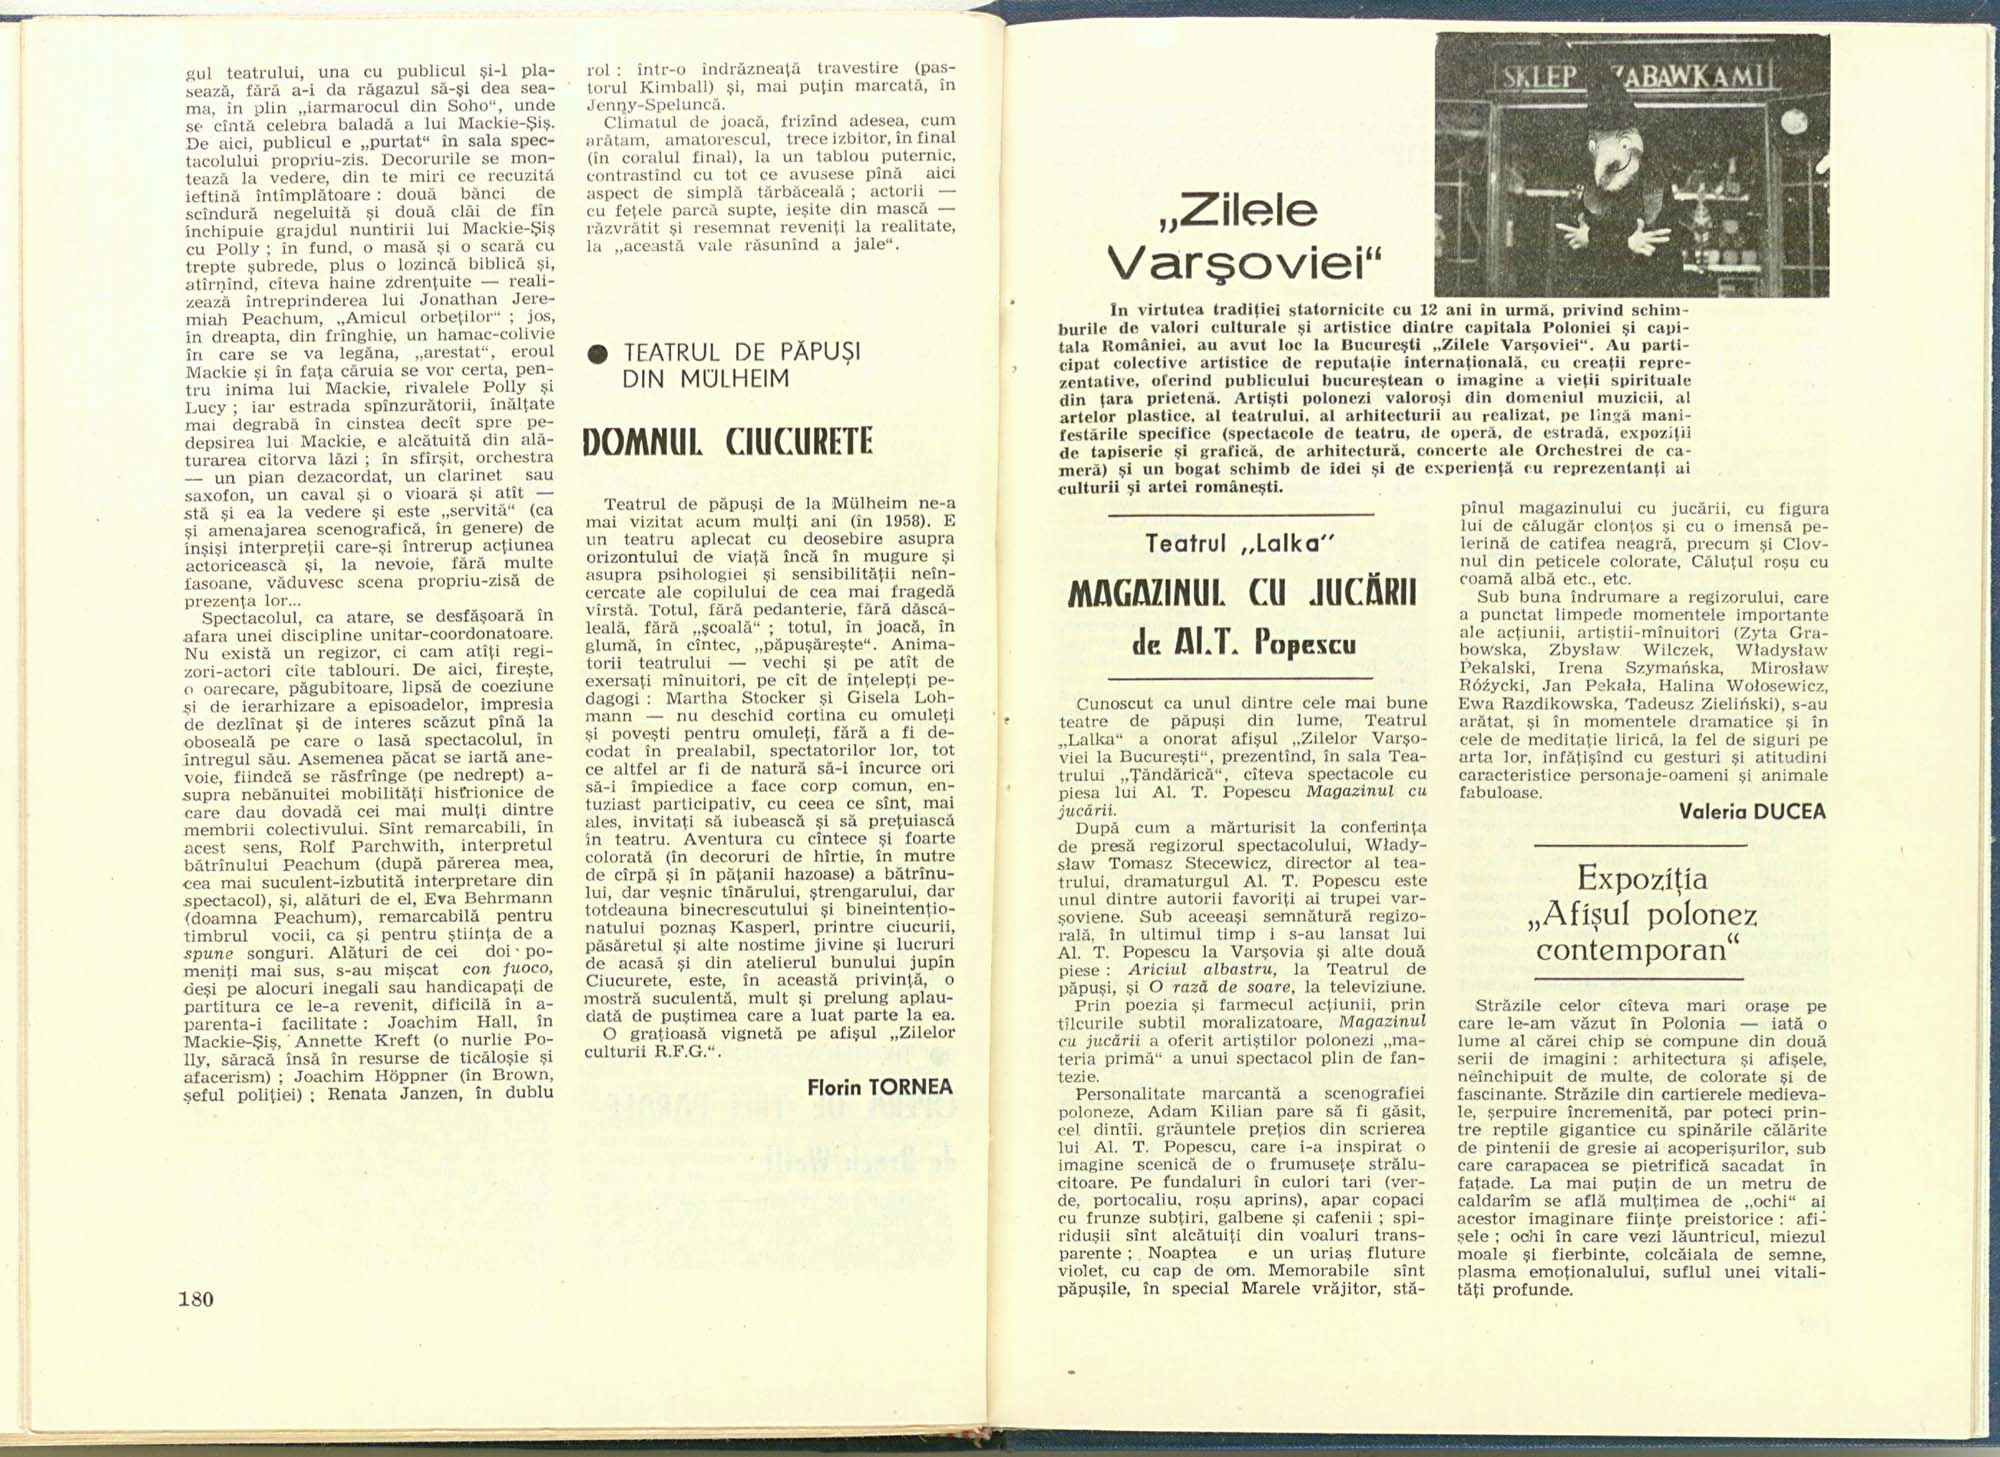 gul teatrului, una cu publicul și-l pla-
sează, fără a-i da răgazul să-și dea sea-
ma, în plin „iarmarocul din Soho“, unde
se cîntă celebra baladă a lui Mackie-Șiș.
De aici, publicul e „purtat“ în sala spec-
tacolului propriu-zis. Decorurile se mon-
tează la vedere, din te miri ce recuzită
ieftină întîmplătoare : două bănci de
scîndură negeluită și două clăi de fîn
închipuie grajdul nuntirii lui Mackie-Șiș
cu Polly ; în fund, o masă și o scară cu
trepte șubrede, plus o lozincă biblică și,
atîrnînd, cîteva haine zdrențuite — reali-
zează întreprinderea lui Jonathan Jere-
miah Peachum, „Amicul orbeților“ ; jos,
în dreapta, din frînghie, un hamac-colivie
în care se va legăna, „arestat“, eroul
Mackie și în fața căruia se vor certa, pen-
tru inima lui Mackie, rivalele Polly și
Lucy ; iar estrada spînzurătorii, înălțate
mai degrabă în cinstea decît spre pe-
depsirea lui Mackie, e alcătuită din ală-
turarea citorva lăzi ; în sfîrșit, orchestra
— un pian dezacordat, un clarinet sau
saxofon, un caval și o vioară și atît —
stă și ea la vedere și este „servită“ (ca
și amenajarea scenografică, în genere) de
înșiși interpreții care-și întrerup acțiunea
actoricească și, la nevoie, fără multe
fasoane, văduvesc scena propriu-zisă de
prezența lor...
Spectacolul, ca atare, se desfășoară în
afara unei discipline unitar-coordonatoare.
Nu există un regizor, ci cam atîți regi-
zori-actori cîte tablouri. De aici, firește,
o oarecare, păgubitoare, lipsă de coeziune
și de ierarhizare a episoadelor, impresia
de dezlînat și de interes scăzut pînă la
oboseală pe care o lasă spectacolul, în
întregul său. Asemenea păcat se iartă ane-
voie, fiindcă se răsfrînge (pe nedrept) a-
supra nebănuitei mobilități histrionice de
care dau dovadă cei mai mulți dintre
membrii colectivului. Sînt remarcabili, în
acest sens, Rolf Parchwith, interpretul
bătrînului Peachum (după părerea mea,
cea mai suculent-izbutită interpretare din
spectacol), și, alături de el, Eva Behrmann
(doamna Peachum), remarcabilă pentru
timbrul vocii, ca și pentru știința de a
spune songuri. Alături de cei doi po-
meniți mai sus, s-au mișcat con fuoco,
deși pe alocuri inegali sau handicapați de
partitura ce le-a revenit, dificilă în a-
parenta-i facilitate : Joachim Hall, în
Mackie-Șiș, Annette Kreft (o nurlie Po-
lly, săracă însă în resurse de ticăloșie și
afacerism) ; Joachim Höppner (în Brown,
șeful poliției) ; Renata Janzen, în dublu
180
rol : într-o îndrăzneață travestire (pas-
torul Kimball) și, mai puțin marcată, în
Jenny-Speluncă.
Climatul de joacă, frizînd adesea, cum
arătam, amatorescul, trece izbitor, în final
(în coralul final), la un tablou puternic,
contrastînd cu tot ce avusese pînă aici
aspect de simplă tărbăceală ; actorii —
cu fețele parcă supte, ieșite din mască —
răzvrătit și resemnat reveniți la realitate,
la „această vale răsunînd a jale“.
● TEATRUL DE PĂPUȘI
DIN MÜLHEIM
DOMNUL CIUCURETE
Teatrul de păpuși de la Mülheim ne-a
mai vizitat acum mulți ani (în 1958). E
un teatru aplecat cu deosebire asupra
orizontului de viață încă în mugure și
asupra psihologiei și sensibilității neîn-
cercate ale copilului de cea mai fragedă
vîrstă. Totul, fără pedanterie, fără dăscă-
leală, fără „școală“ ; totul, în joacă, în
glumă, în cîntec, „păpușărește“. Anima-
torii teatrului — vechi și pe atît de
exersați mînuitori, pe cît de înțelepți pe-
dagogi : Martha Stocker și Gisela Loh-
mann — nu deschid cortina cu omuleți
și povești pentru omuleți, fără a fi de-
codat în prealabil, spectatorilor lor, tot
ce altfel ar fi de natură să-i încurce ori
să-i împiedice a face corp comun, en-
tuziast participativ, cu ceea ce sînt, mai
ales, invitați să iubească și să prețuiască
în teatru. Aventura cu cîntece și foarte
colorată (în decoruri de hîrtie, în mutre
de cîrpă și în pățanii hazoase) a bătrînu-
lui, dar veșnic tînărului, ștrengarului, dar
totdeauna binecrescutului și bineintențio-
natului poznaș Kasperl, printre ciucurii,
păsăretul și alte nostime jivine și lucruri
de acasă și din atelierul bunului jupîn
Ciucurete, este, în această privință, o
mostră suculentă, mult și prelung aplau-
dată de puștimea care a luat parte la ea.
O grațioasă vignetă pe afișul „Zilelor
culturii R.F.G.“.
Florin TORNEA
„Zilele
Varșoviei“
SKLEP ZABAWKAMI
În virtutea tradiției statornicite cu 12 ani în urmă, privind schim-
burile de valori culturale și artistice dintre capitala Poloniei și capi-
tala României, au avut loc la București „Zilele Varșoviei“. Au parti-
cipat colective artistice de reputație internațională, cu creații repre-
zentative, oferind publicului bucureștean o imagine a vieții spirituale
din țara prietenă. Artiști polonezi valoroși din domeniul muzicii, al
artelor plastice, al teatrului, al arhitecturii au realizat, pe lîngă mani-
festările specifice (spectacole de teatru, de operă, de estradă, expoziții
de tapiserie și grafică, de arhitectură, concerte ale Orchestrei de ca-
meră) și un bogat schimb de idei și de experiență cu reprezentanți ai
culturii și artei românești.
Teatrul „Lalka“
MAGAZINUL CU JUCĂRII
de Al. T. Popescu
Cunoscut ca unul dintre cele mai bune
teatre de păpuși din lume, Teatrul
„Lalka“ a onorat afișul „Zilelor Varșo-
viei la București“, prezentînd, în sala Tea-
trului „Țăndărică“, cîteva spectacole cu
piesa lui Al. T. Popescu Magazinul cu
jucării.
După cum a mărturisit la conferința
de presă regizorul spectacolului, Włady-
sław Tomasz Stecewicz, director al tea-
trului, dramaturgul Al. T. Popescu este
unul dintre autorii favoriți ai trupei var-
șoviene. Sub aceeași semnătură regizo-
rală, în ultimul timp i s-au lansat lui
Al. T. Popescu la Varșovia și alte două
piese : Ariciul albastru, la Teatrul de
păpuși, și O rază de soare, la televiziune.
Prin poezia și farmecul acțiunii, prin
tîlcurile subtil moralizatoare, Magazinul
cu jucării a oferit artiștilor polonezi „ma-
teria primă“ a unui spectacol plin de fan-
tezie.
Personalitate marcantă a scenografiei
poloneze, Adam Kilian pare să fi găsit,
cel dintîi, grăuntele prețios din scrierea
lui Al. T. Popescu, care i-a inspirat o
imagine scenică de o frumusețe strălu-
citoare. Pe fundaluri în culori tari (ver-
de, portocaliu, roșu aprins), apar copaci
cu frunze subțiri, galbene și cafenii ; spi-
ridușii sînt alcătuiți din voaluri trans-
parente ; Noaptea e un uriaș fluture
violet, cu cap de om. Memorabile sînt
păpușile, în special Marele vrăjitor, stă-
pînul magazinului cu jucării, cu figura
lui de călugăr clonțos și cu o imensă pe-
lerină de catifea neagră, precum și Clov-
nul din peticele colorate, Căluțul roșu cu
coamă albă etc., etc.
Sub buna îndrumare a regizorului, care
a punctat limpede momentele importante
ale acțiunii, artiștii-mînuitori (Zyta Gra-
bowska, Zbysław Wilczek, Władysław
Pekalski, Irena Szymańska, Mirosław
Różycki, Jan Pekała, Halina Wołosewicz,
Ewa Razdikowska, Tadeusz Zieliński), s-au
arătat, și în momentele dramatice și în
cele de meditație lirică, la fel de siguri pe
arta lor, înfățișînd cu gesturi și atitudini
caracteristice personaje-oameni și animale
fabuloase.
Valeria DUCEA
Expoziția
„Afișul polonez
contemporan“
Străzile celor cîteva mari orașe pe
care le-am văzut în Polonia — iată o
lume al cărei chip se compune din două
serii de imagini : arhitectura și afișele,
neînchipuit de multe, de colorate și de
fascinante. Străzile din cartierele medieva-
le, șerpuire încremenită, par poteci prin-
tre reptile gigantice cu spinările călărite
de pintenii de gresie ai acoperișurilor, sub
care carapacea se pietrifică sacadat în
fațade. La mai puțin de un metru de
caldarîm se află mulțimea de „ochi“ ai
acestor imaginare ființe preistorice : afi-
șele ; ochi în care vezi lăuntricul, miezul
moale și fierbinte, colcăiala de semne,
plasma emoționalului, suflul unei vitali-
tăți profunde.